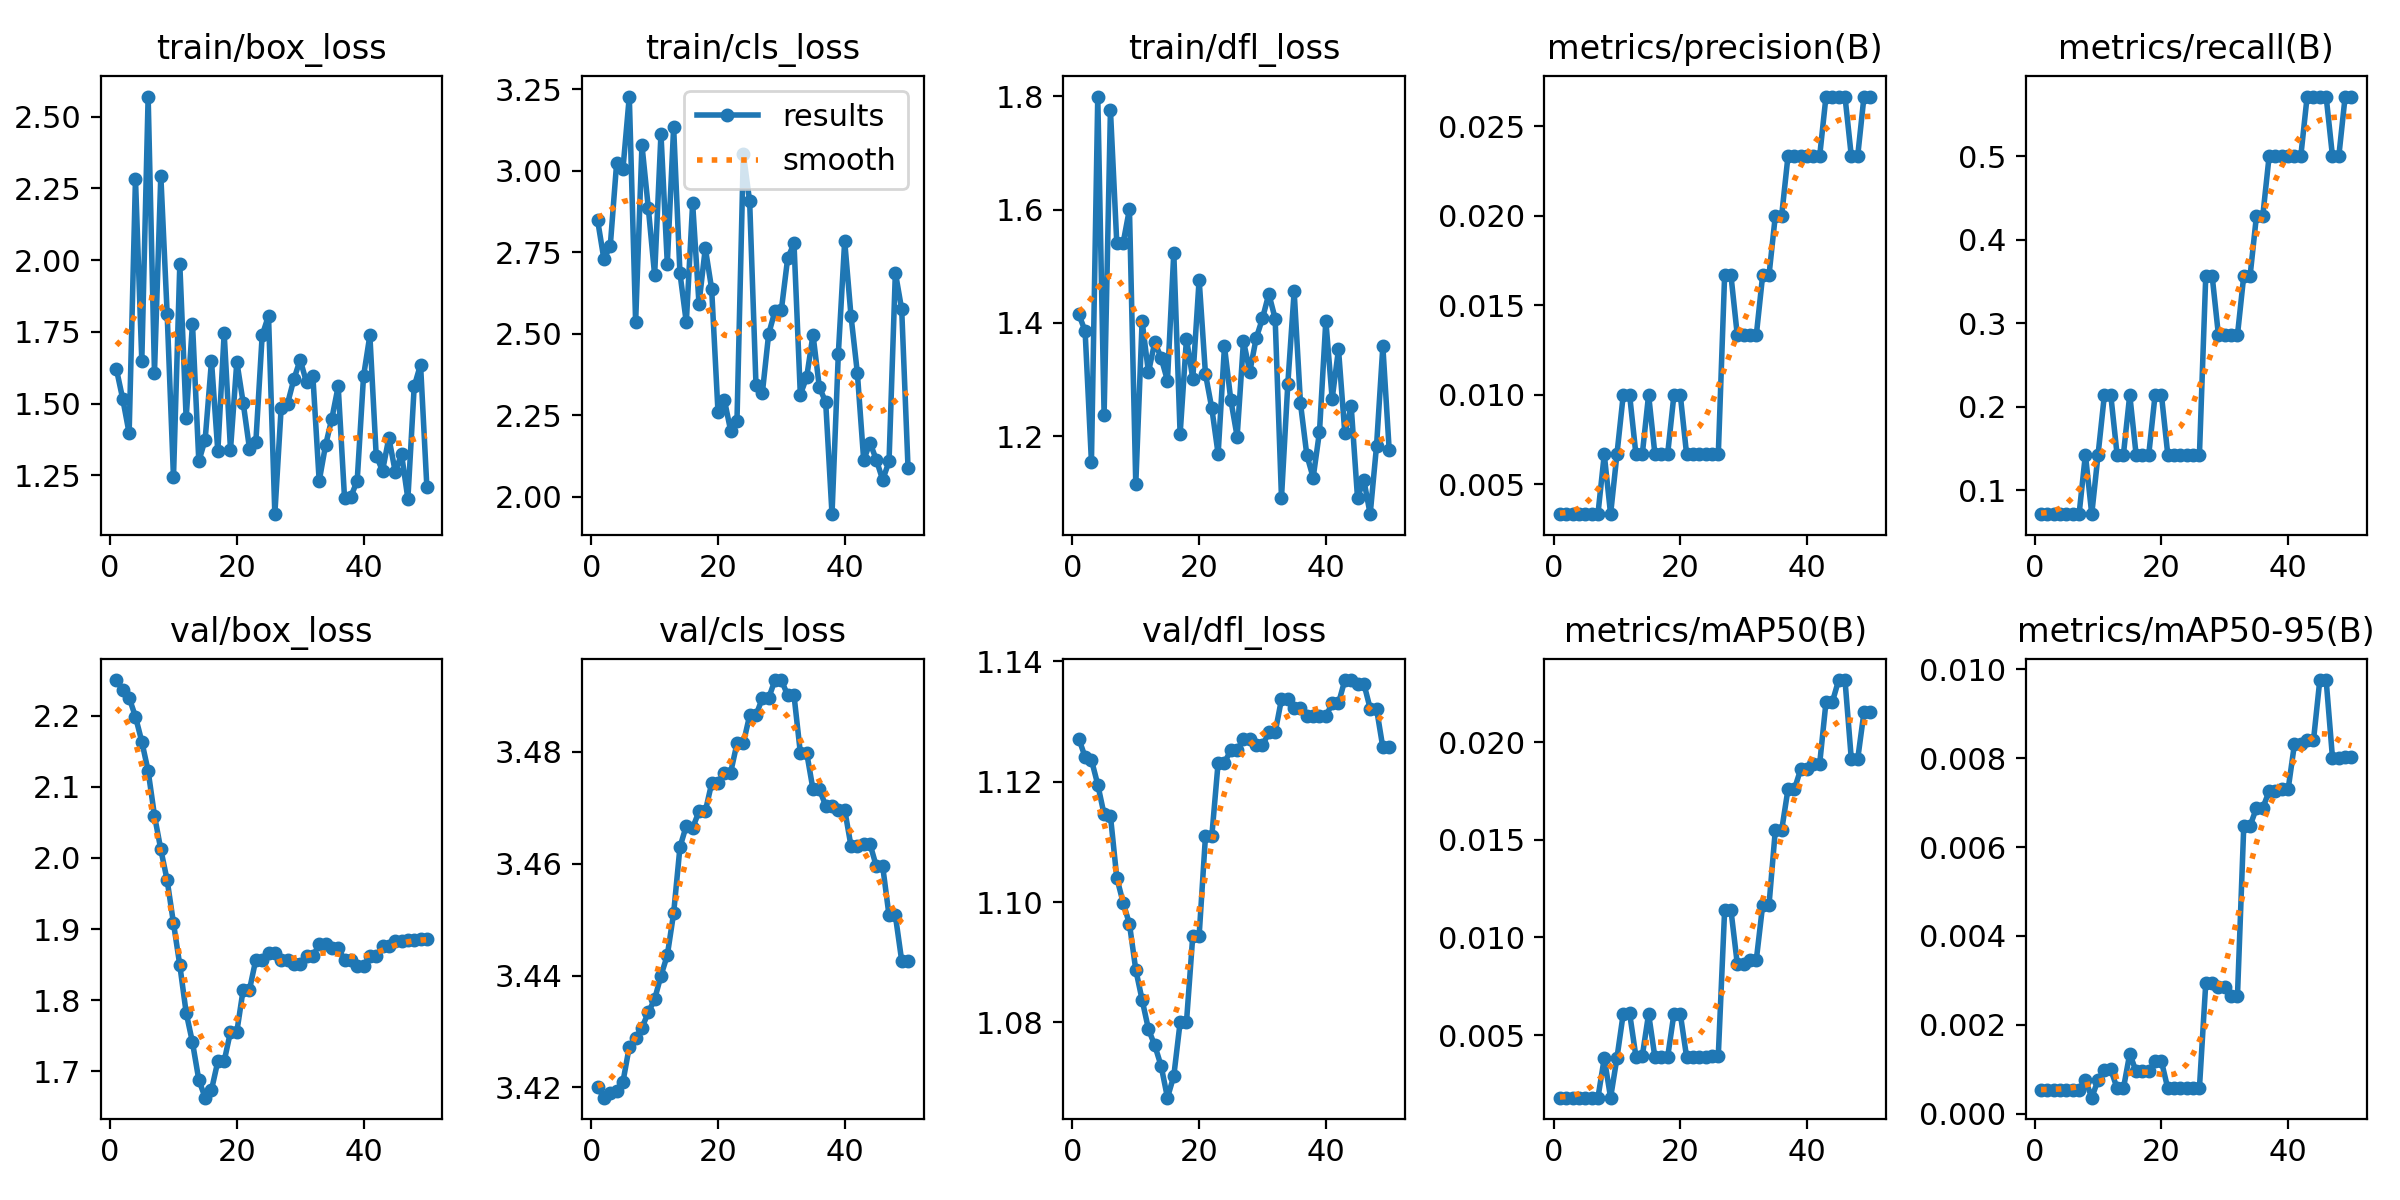 train/box_loss
2.50
2.25
2.00
1.75
1.50
1.25
0 20 40
train/cls_loss
results
smooth
3.25
3.00
2.75
2.50
2.25
2.00
0 20 40
train/dfl_loss
1.8
1.6
1.4
1.2
0 20 40
metrics/precision(B)
0.025
0.020
0.015
0.010
0.005
0 20 40
metrics/recall(B)
0.5
0.4
0.3
0.2
0.1
0 20 40
val/box_loss
2.2
2.1
2.0
1.9
1.8
1.7
0 20 40
val/cls_loss
3.48
3.46
3.44
3.42
0 20 40
val/dfl_loss
1.14
1.12
1.10
1.08
0 20 40
metrics/mAP50(B)
0.020
0.015
0.010
0.005
0 20 40
metrics/mAP50-95(B)
0.010
0.008
0.006
0.004
0.002
0.000
0 20 40